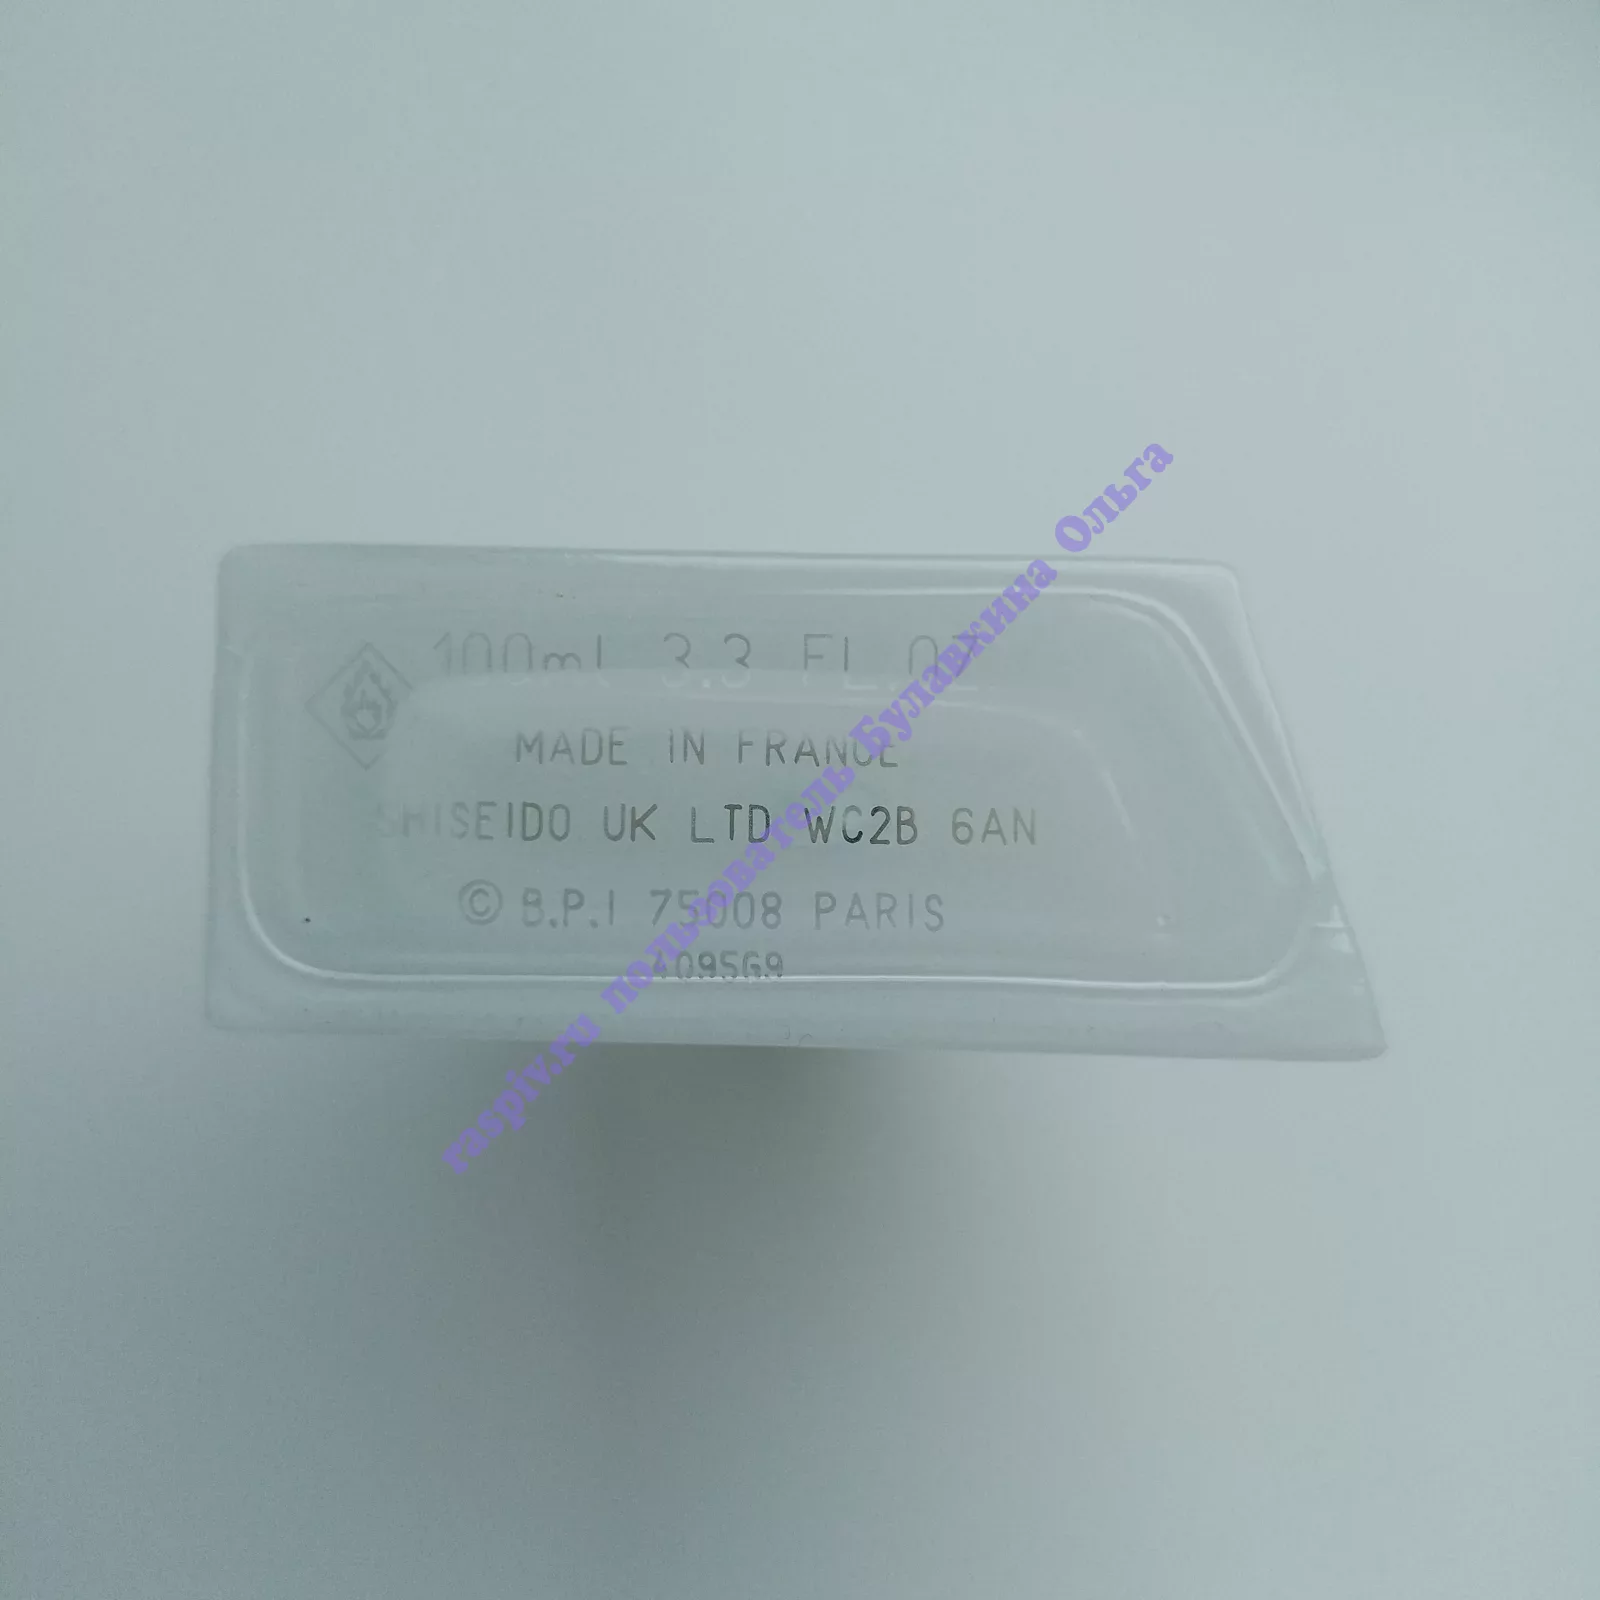 100ml 3.3 FL.OZ
MADE IN FRANCE
SHISEIDO UK LTD WC2B 6AN
© B.P.I 75008 PARIS
4095G9
raspiv.ru пользователь Булавкина Ольга